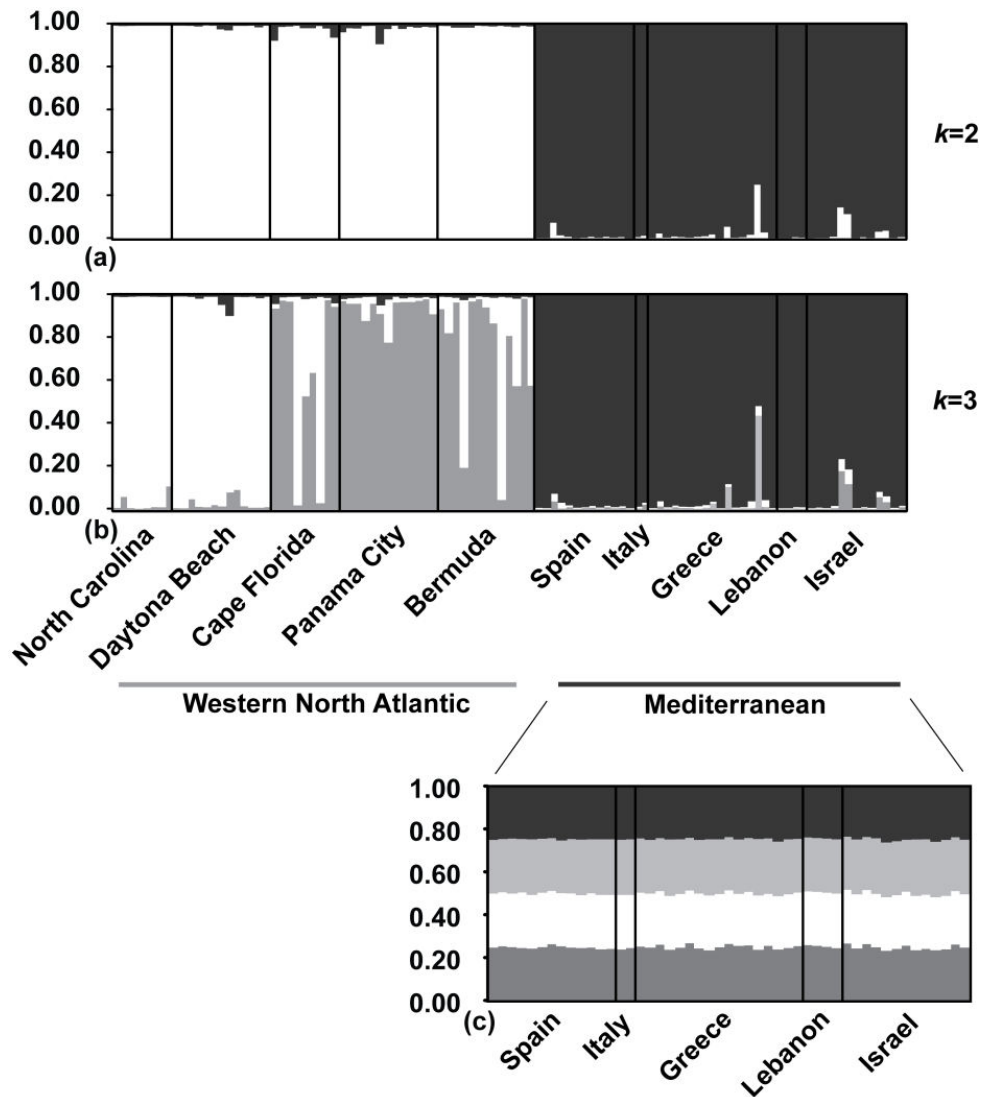 1.00
0.80
0.60
0.40
0.20
0.00
k=2
(a)
1.00
0.80
0.60
0.40
0.20
0.00
k=3
(b)
North Carolina
Daytona Beach
Cape Florida
Panama City
Bermuda
Spain
Italy
Greece
Lebanon
Israel
Western North Atlantic
Mediterranean
1.00
0.80
0.60
0.40
0.20
0.00
(c)
Spain
Italy
Greece
Lebanon
Israel